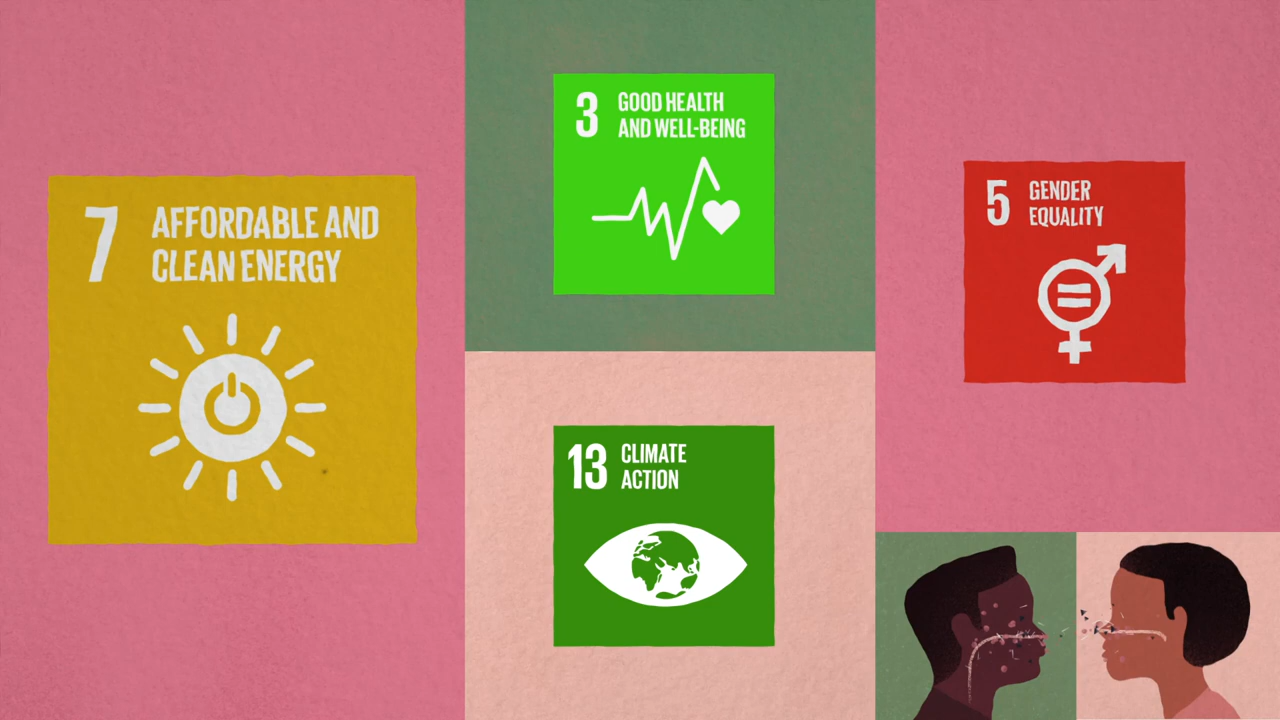 7
AFFORDABLE AND
CLEAN ENERGY
3
GOOD HEALTH
AND WELL-BEING
13
CLIMATE
ACTION
5
GENDER
EQUALITY